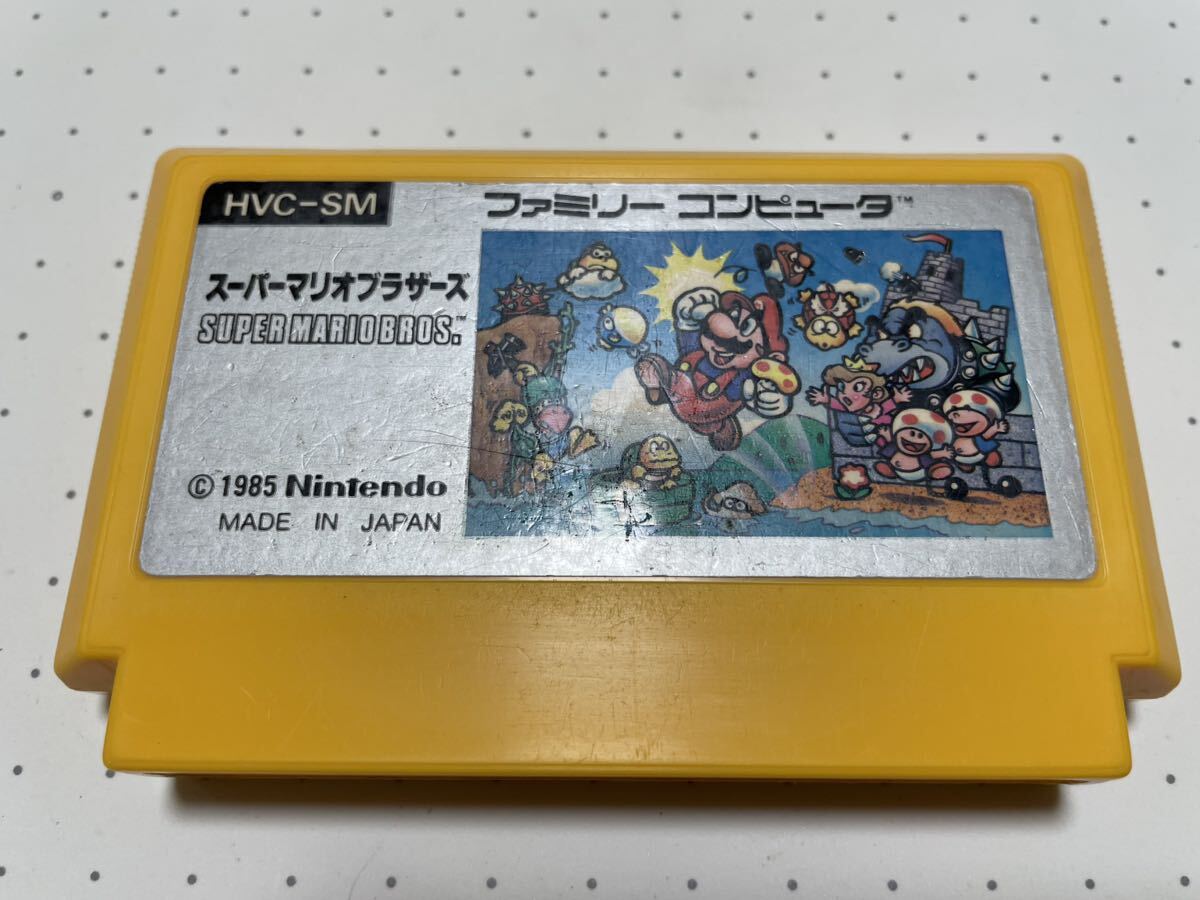 HVC-SM
ファミリー コンピュータ™
スーパーマリオブラザーズ
SUPER MARIO BROS.™
© 1985 Nintendo
MADE IN JAPAN